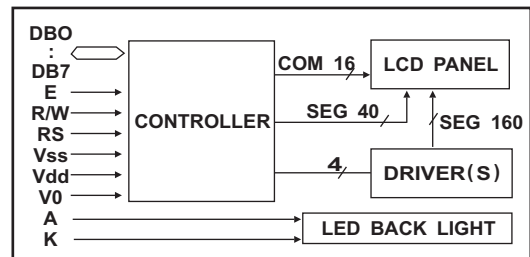 DBO
:
DB7
E
R/W
RS
Vss
Vdd
V0
A
K
CONTROLLER
COM 16
SEG 40
4
LCD PANEL
SEG 160
DRIVER(S)
LED BACK LIGHT